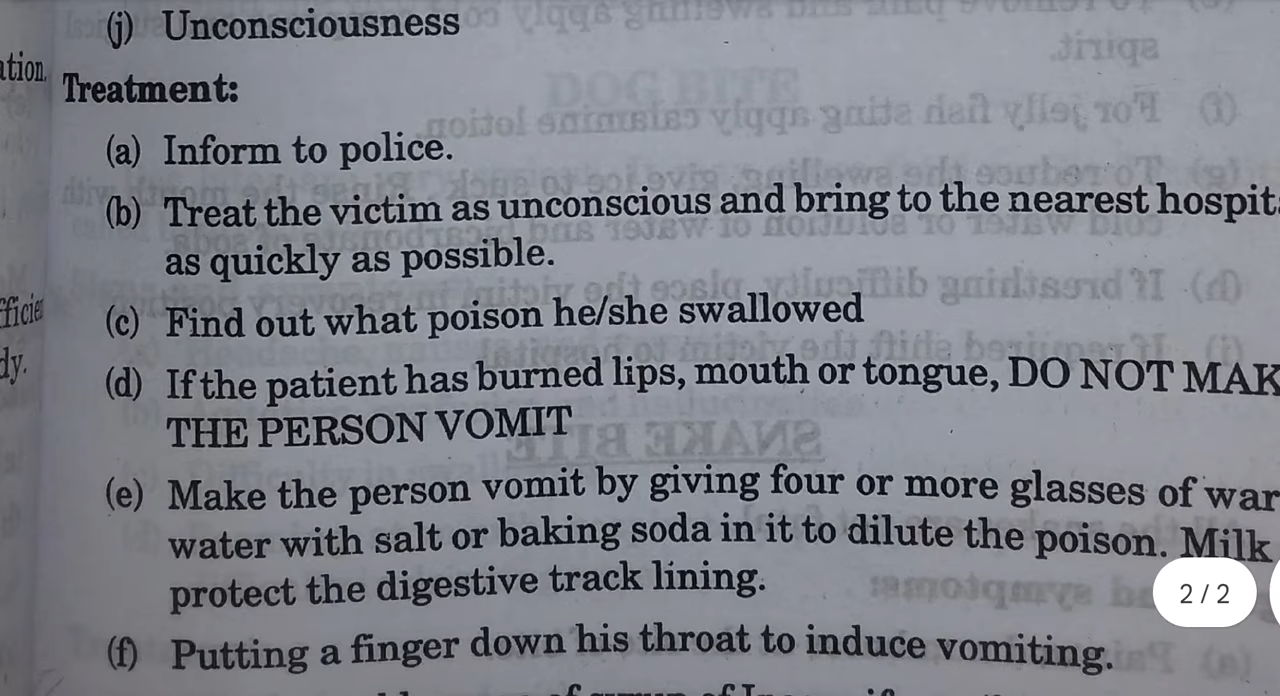 (j) Unconsciousness
Treatment:
(a) Inform to police.
(b) Treat the victim as unconscious and bring to the nearest hospit
as quickly as possible.
(c) Find out what poison he/she swallowed
(d) If the patient has burned lips, mouth or tongue, DO NOT MAK
THE PERSON VOMIT
(e) Make the person vomit by giving four or more glasses of war
water with salt or baking soda in it to dilute the poison. Milk
protect the digestive track lining.
2 / 2
(f) Putting a finger down his throat to induce vomiting.